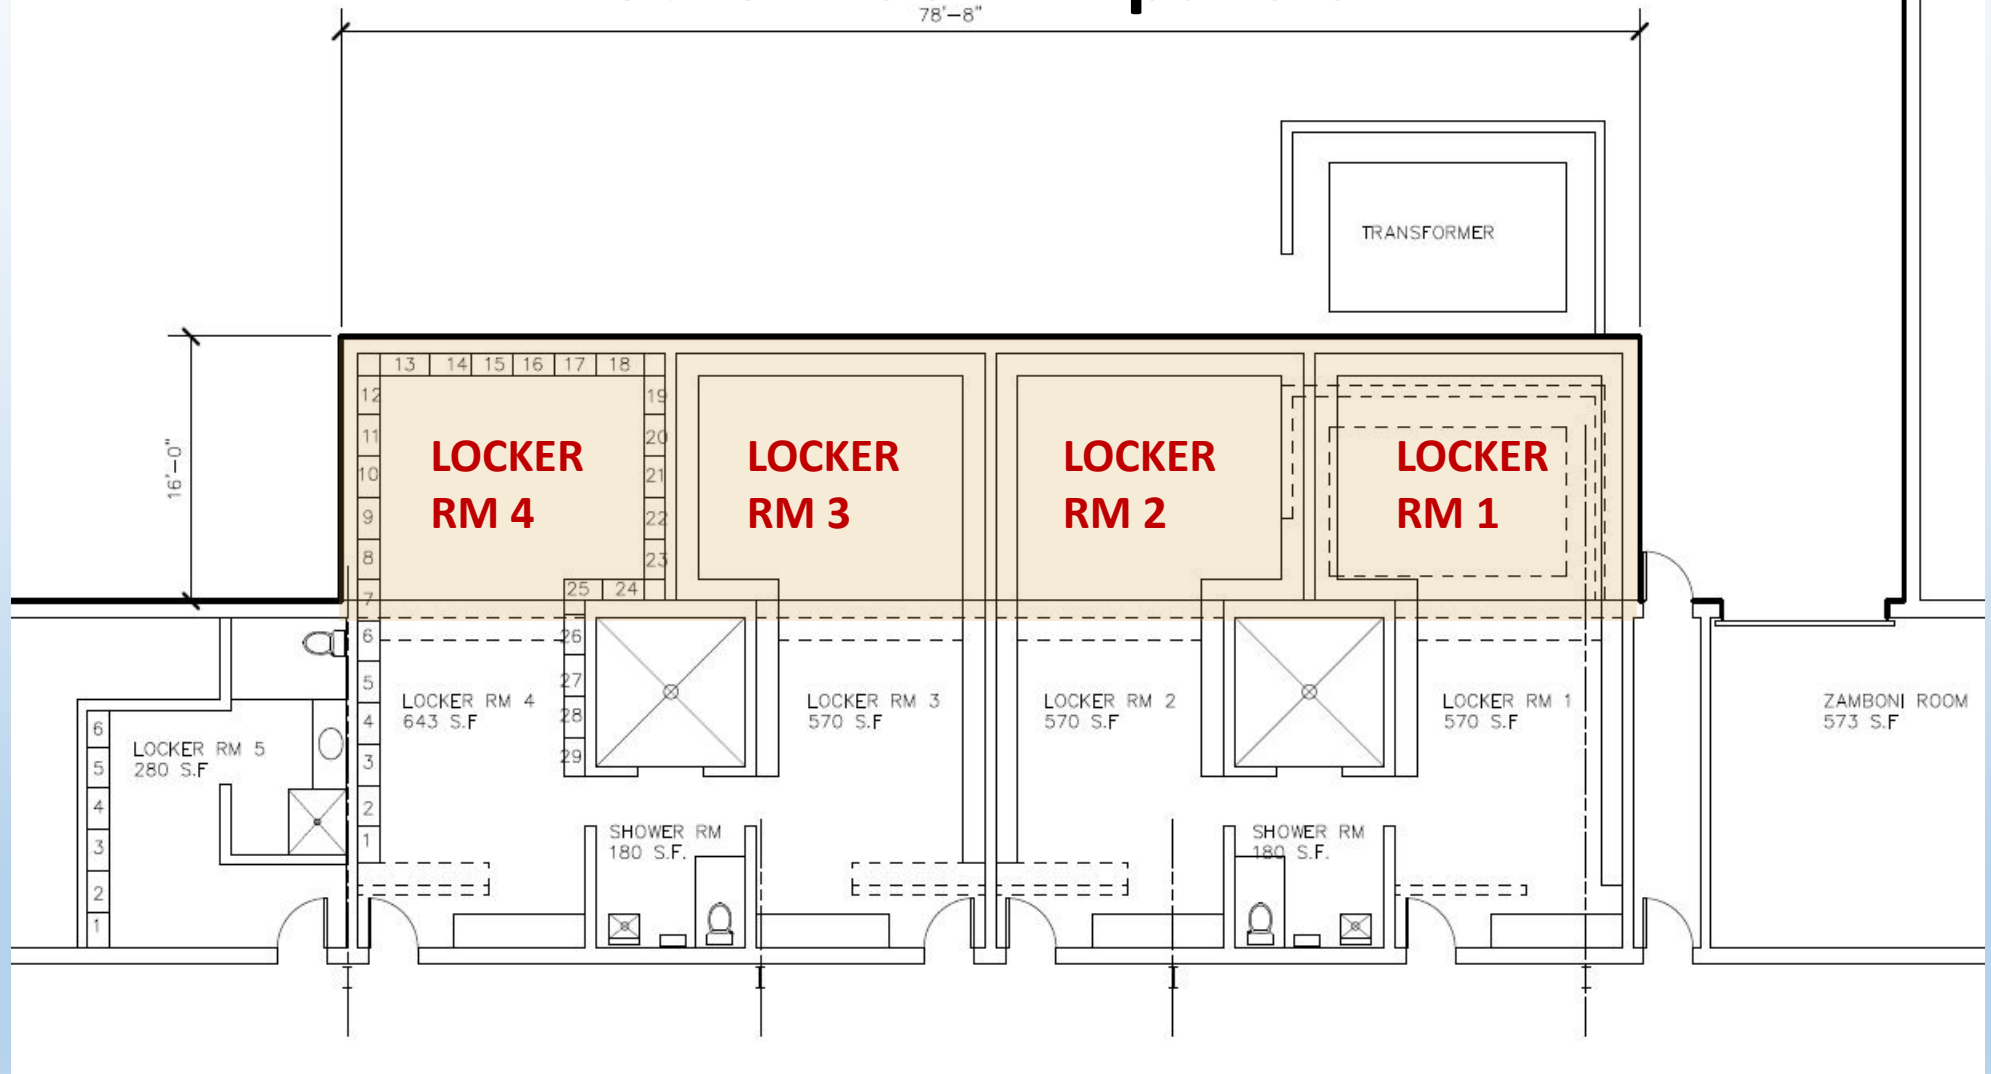 78'-8"
TRANSFORMER
16'-0"
13 14 15 16 17 18
12
11
10
9
8
7
6
5
4
3
2
1
19
20
21
22
23
25 24
26
27
28
29
LOCKER
RM 4
LOCKER
RM 3
LOCKER
RM 2
LOCKER
RM 1
LOCKER RM 4
643 S.F
LOCKER RM 3
570 S.F
LOCKER RM 2
570 S.F
LOCKER RM 1
570 S.F
ZAMBONI ROOM
573 S.F
6
5
4
3
2
1
LOCKER RM 5
280 S.F
SHOWER RM
180 S.F.
SHOWER RM
180 S.F.